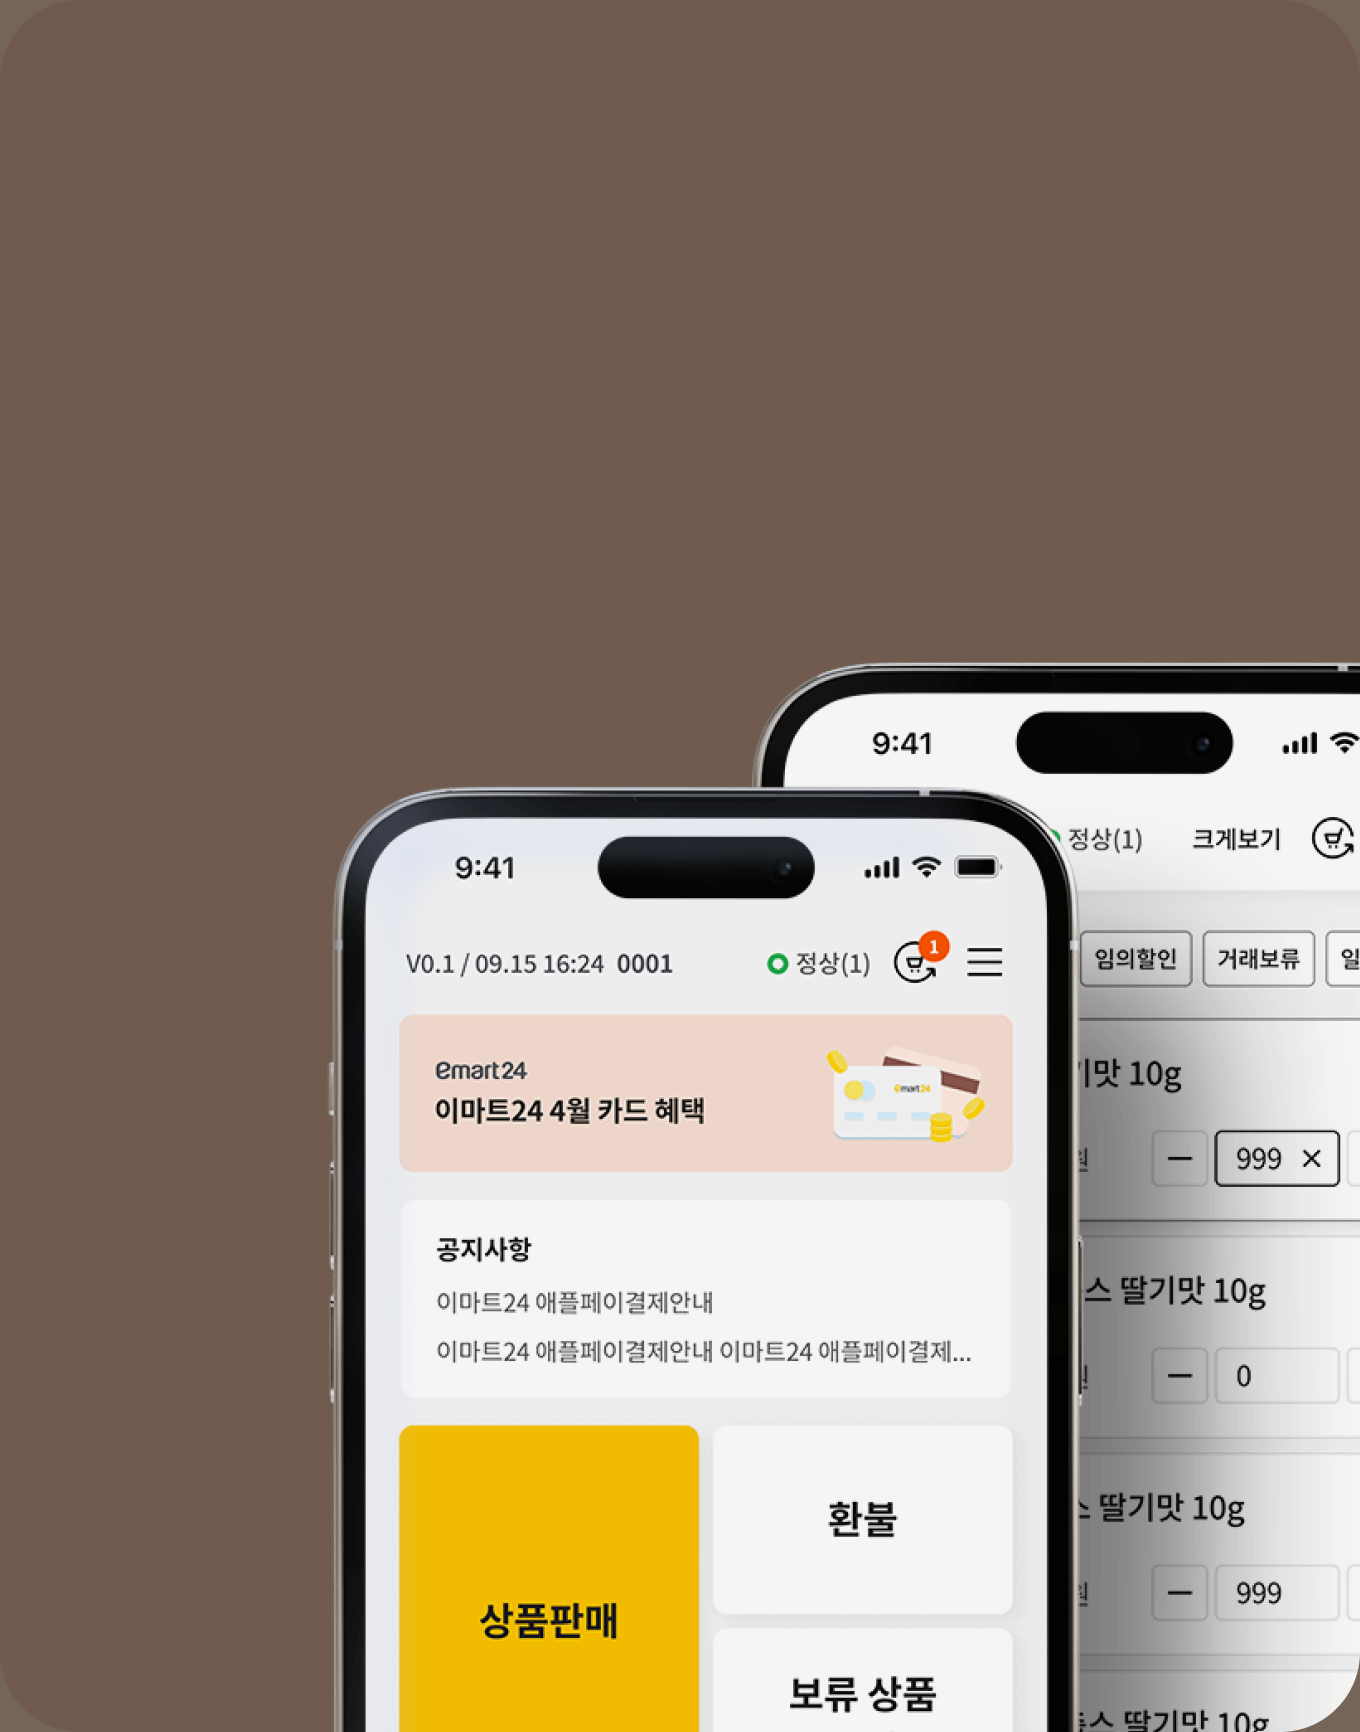 9:41
V0.1 / 09.15 16:24 0001 정상(1) 1
emart24
이마트24 4월 카드 혜택
emart24
공지사항
이마트24 애플페이결제안내
이마트24 애플페이결제안내 이마트24 애플페이결제...
상품판매
환불
보류 상품
9:41
정상(1) 크게보기
임의할인 거래보류 일
맛 10g
999
스 딸기맛 10g
0
딸기맛 10g
999
스 딸기맛 10g